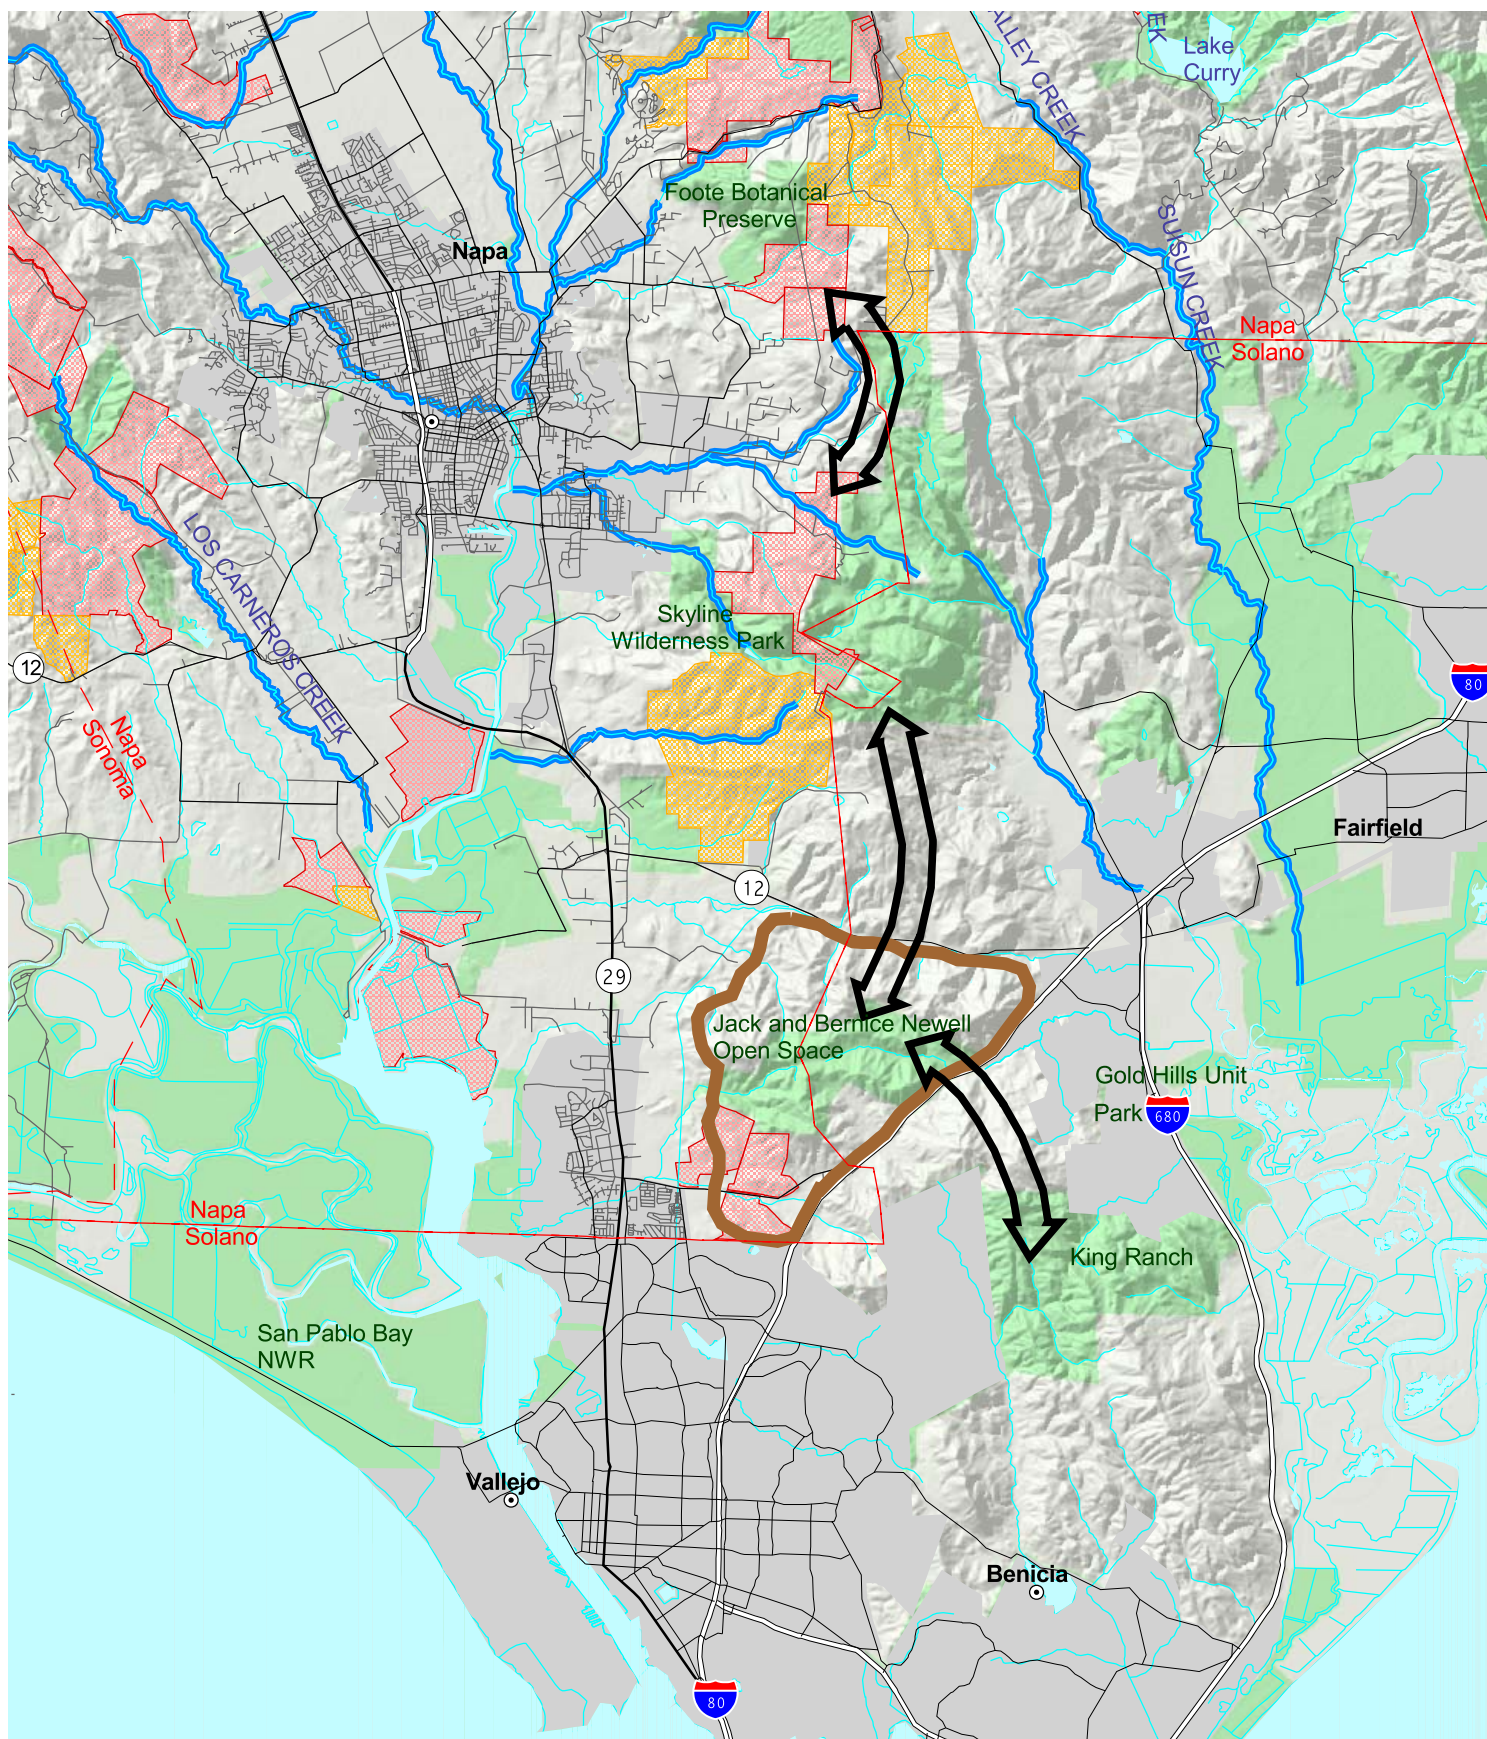 Lake
Curry
ALLEY CREEK
EEK
Foote Botanical
Preserve
Napa
SUISUN CREEK
Napa
Solano
LOS CARNEROS CREEK
Skyline
Wilderness Park
12
80
Napa
Sonoma
Fairfield
12
29
Jack and Bernice Newell
Open Space
Gold Hills Unit
Park
680
Napa
Solano
King Ranch
San Pablo Bay
NWR
Vallejo
Benicia
80